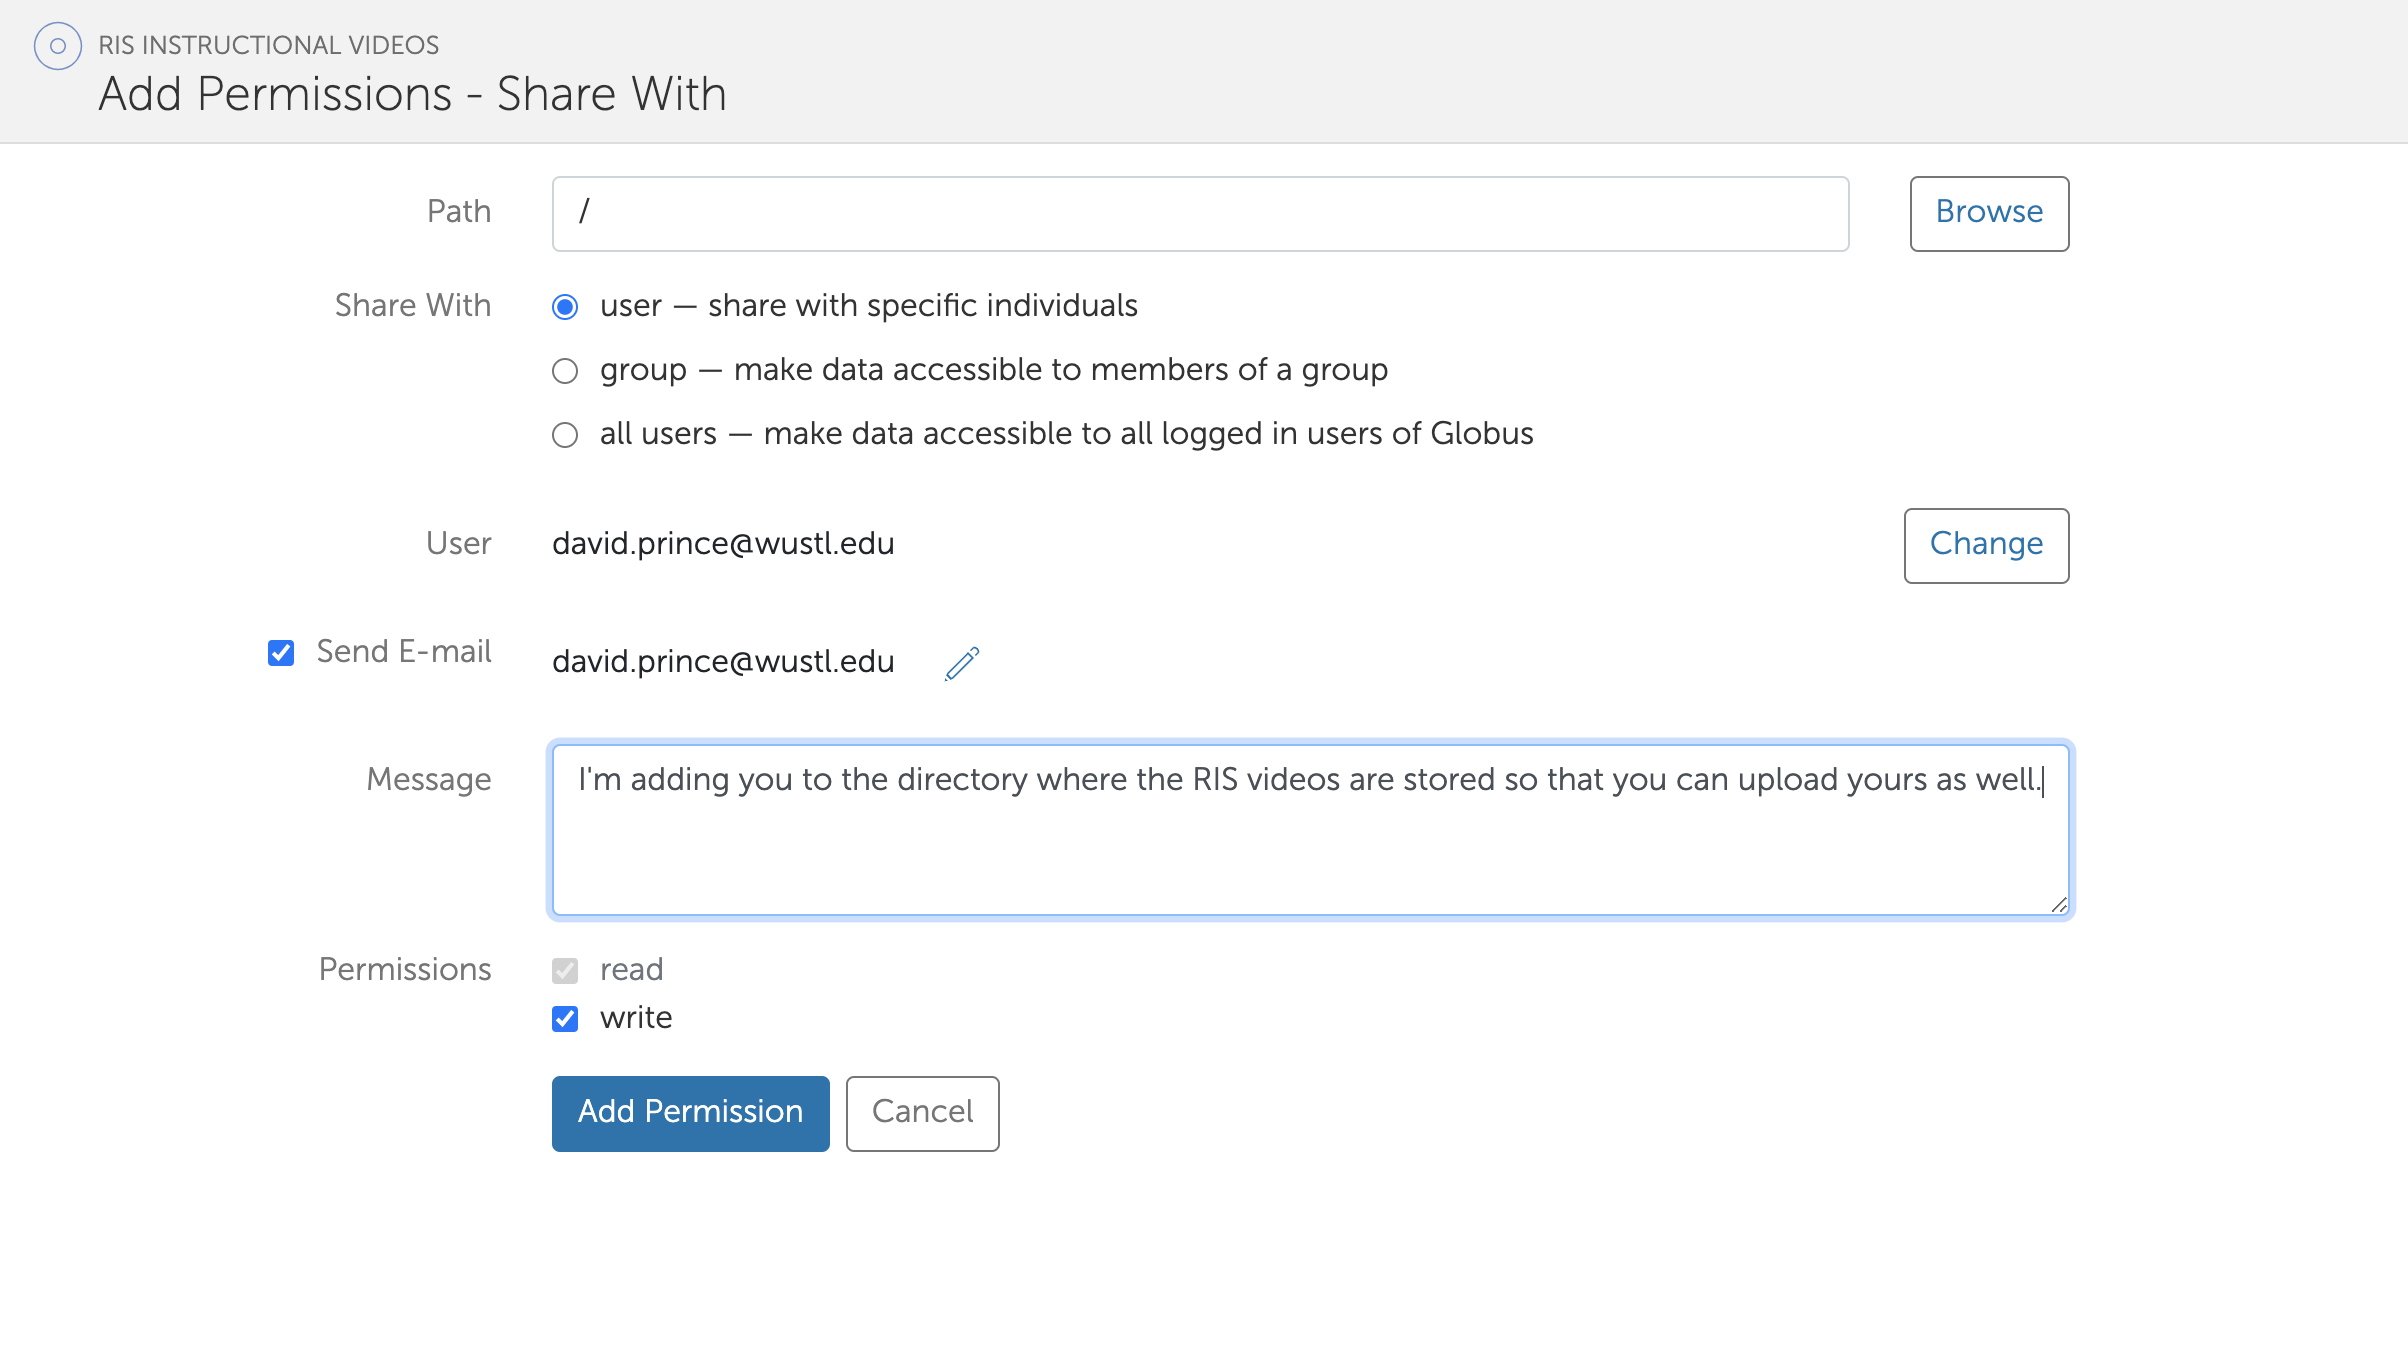 RIS INSTRUCTIONAL VIDEOS
Add Permissions - Share With
Path
/
Browse
Share With
user — share with specific individuals
group — make data accessible to members of a group
all users — make data accessible to all logged in users of Globus
User
david.prince@wustl.edu
Change
Send E-mail
david.prince@wustl.edu
Message
I'm adding you to the directory where the RIS videos are stored so that you can upload yours as well.
Permissions
read
write
Add Permission
Cancel